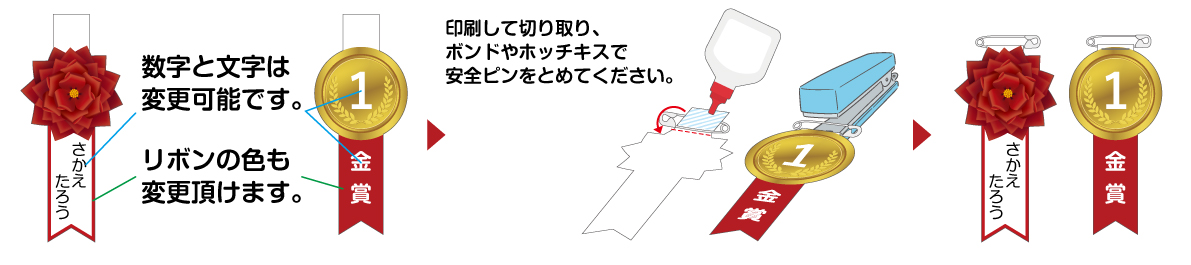 数字と文字は
変更可能です。
リボンの色も
変更頂けます。
さかえ
たろう
1
金賞
印刷して切り取り、
ボンドやホッチキスで
安全ピンをとめてください。
1
金賞
さかえ
たろう
1
金賞